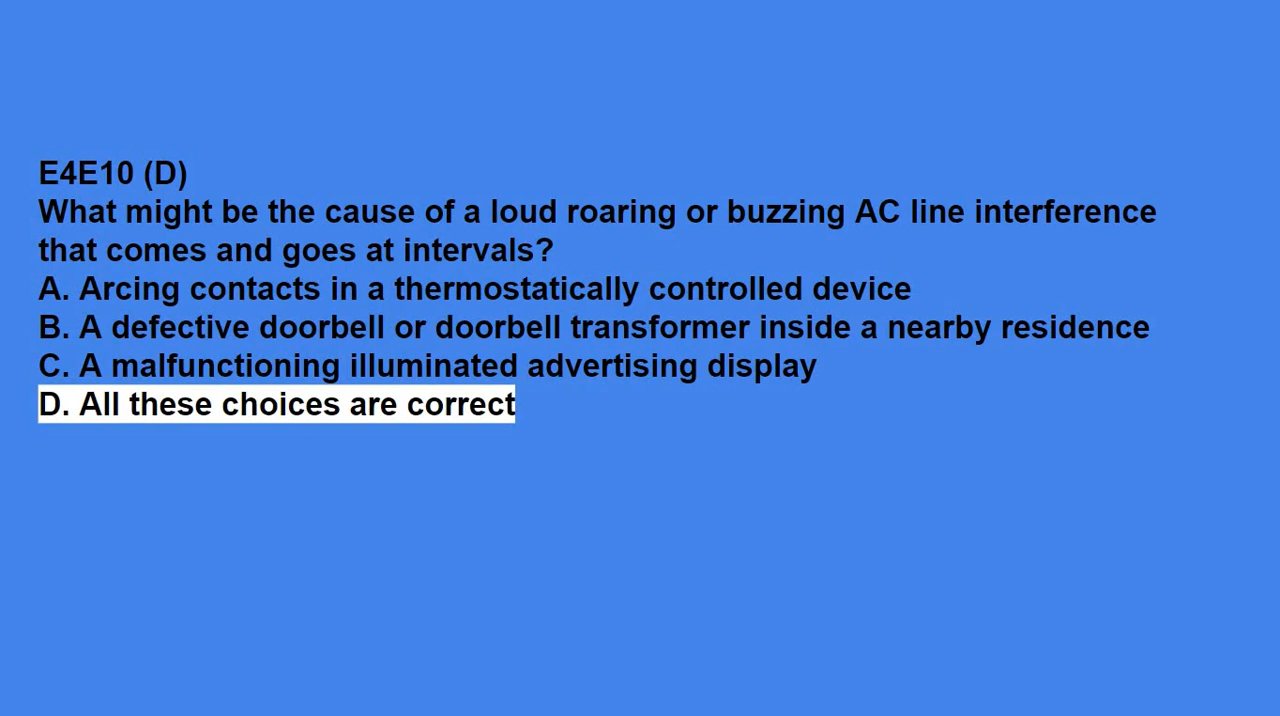 E4E10 (D)
What might be the cause of a loud roaring or buzzing AC line interference
that comes and goes at intervals?
A. Arcing contacts in a thermostatically controlled device
B. A defective doorbell or doorbell transformer inside a nearby residence
C. A malfunctioning illuminated advertising display
D. All these choices are correct